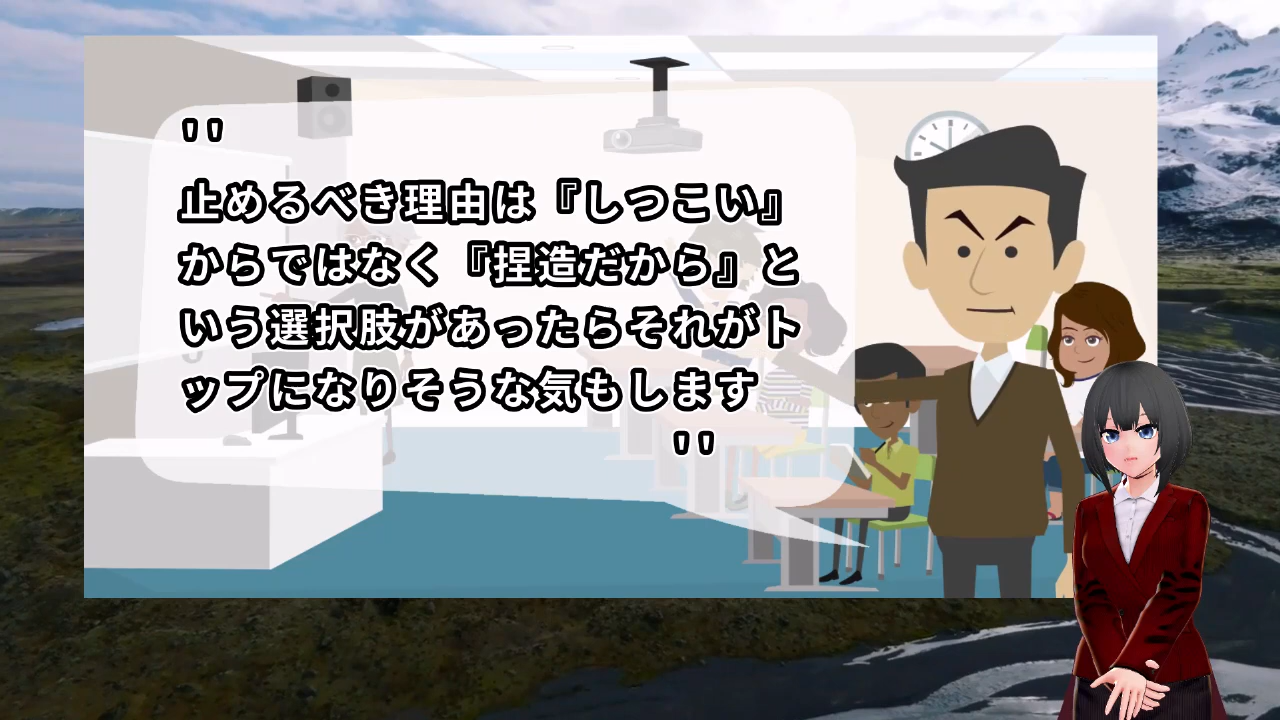 "
止めるべき理由は『しつこい』
からではなく『捏造だから』と
いう選択肢があったらそれがト
ップになりそうな気もします
"